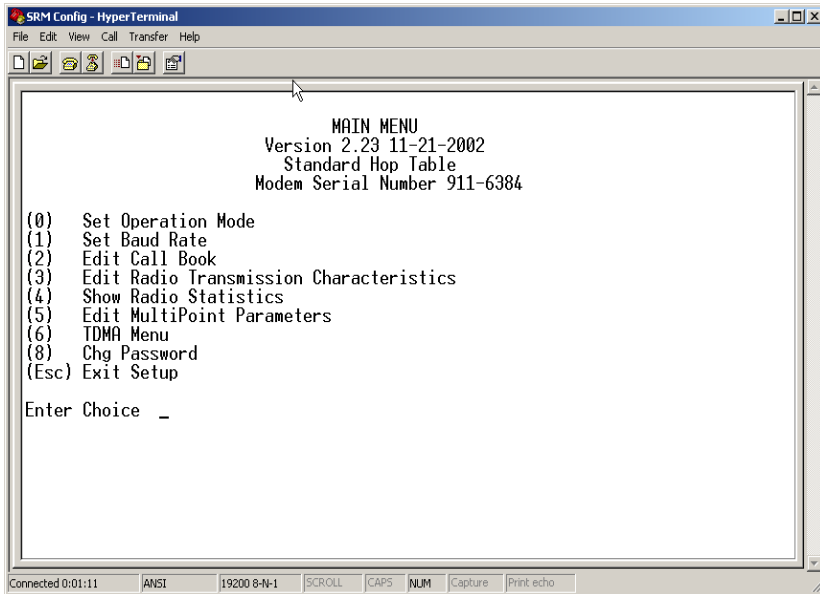 SRM Config - HyperTerminal
File Edit View Call Transfer Help
MAIN MENU
Version 2.23 11-21-2002
Standard Hop Table
Modem Serial Number 911-6384
(0) Set Operation Mode
(1) Set Baud Rate
(2) Edit Call Book
(3) Edit Radio Transmission Characteristics
(4) Show Radio Statistics
(5) Edit MultiPoint Parameters
(6) TDMA Menu
(8) Chg Password
(Esc) Exit Setup
Enter Choice _
Connected 0:01:11 ANSI 19200 8-N-1 SCROLL CAPS NUM Capture Print echo